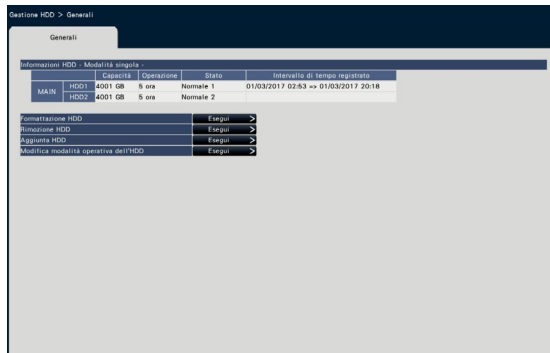 Gestione HDD > Generali
Generali
Informazioni HDD - Modalità singola -
Capacità Operazione Stato Intervallo di tempo registrato
MAIN HDD1 4001 GB 5 ora Normale 1 01/03/2017 02:53 => 01/03/2017 20:18
HDD2 4001 GB 5 ora Normale 2
Formattazione HDD Esegui >
Rimozione HDD Esegui >
Aggiunta HDD Esegui >
Modifica modalità operativa dell'HDD Esegui >